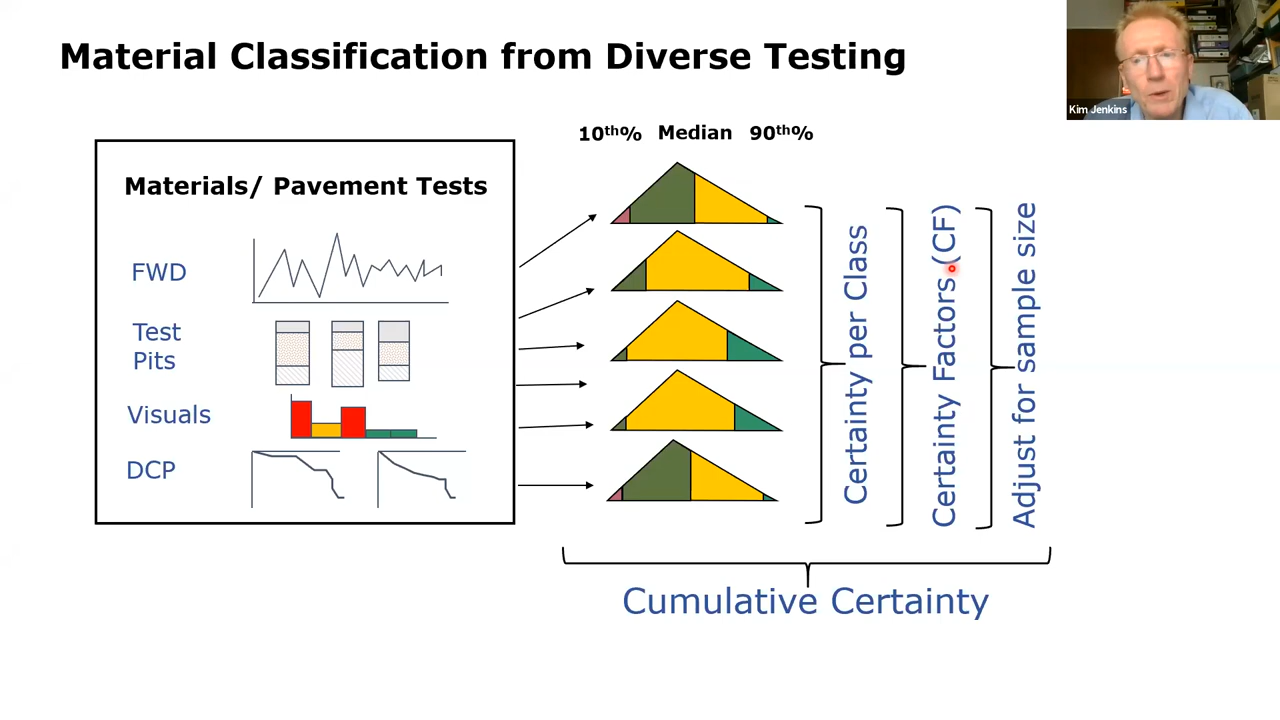 Material Classification from Diverse Testing
Kim Jenkins
10th% Median 90th%
Materials/ Pavement Tests
FWD
Test
Pits
Visuals
DCP
Certainty per Class
Certainty Factors (CF)
Adjust for sample size
Cumulative Certainty